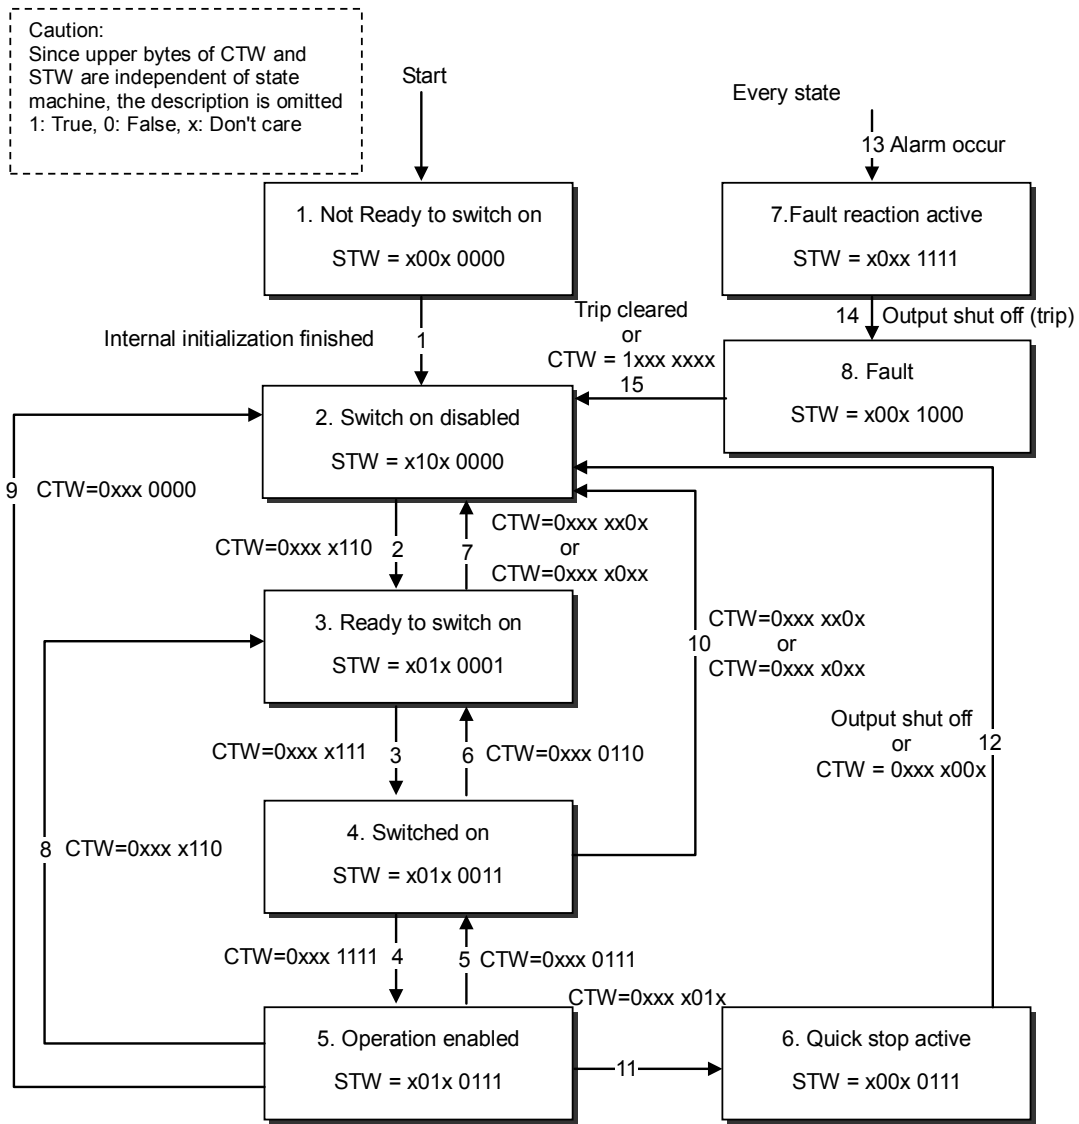 Caution:
Since upper bytes of CTW and
STW are independent of state
machine, the description is omitted
1: True, 0: False, x: Don't care
Start
Every state
13 Alarm occur
1. Not Ready to switch on
STW = x00x 0000
7.Fault reaction active
STW = x0xx 1111
Internal initialization finished
1
Trip cleared
or
CTW = 1xxx xxxx
15
14 Output shut off (trip)
8. Fault
STW = x00x 1000
2. Switch on disabled
STW = x10x 0000
9 CTW=0xxx 0000
CTW=0xxx x110 2
7
CTW=0xxx xx0x
or
CTW=0xxx x0xx
3. Ready to switch on
STW = x01x 0001
10
CTW=0xxx xx0x
or
CTW=0xxx x0xx
CTW=0xxx x111 3
6 CTW=0xxx 0110
Output shut off
or
CTW = 0xxx x00x
12
8 CTW=0xxx x110
4. Switched on
STW = x01x 0011
CTW=0xxx 1111 4
5 CTW=0xxx 0111
CTW=0xxx x01x
5. Operation enabled
STW = x01x 0111
11
6. Quick stop active
STW = x00x 0111